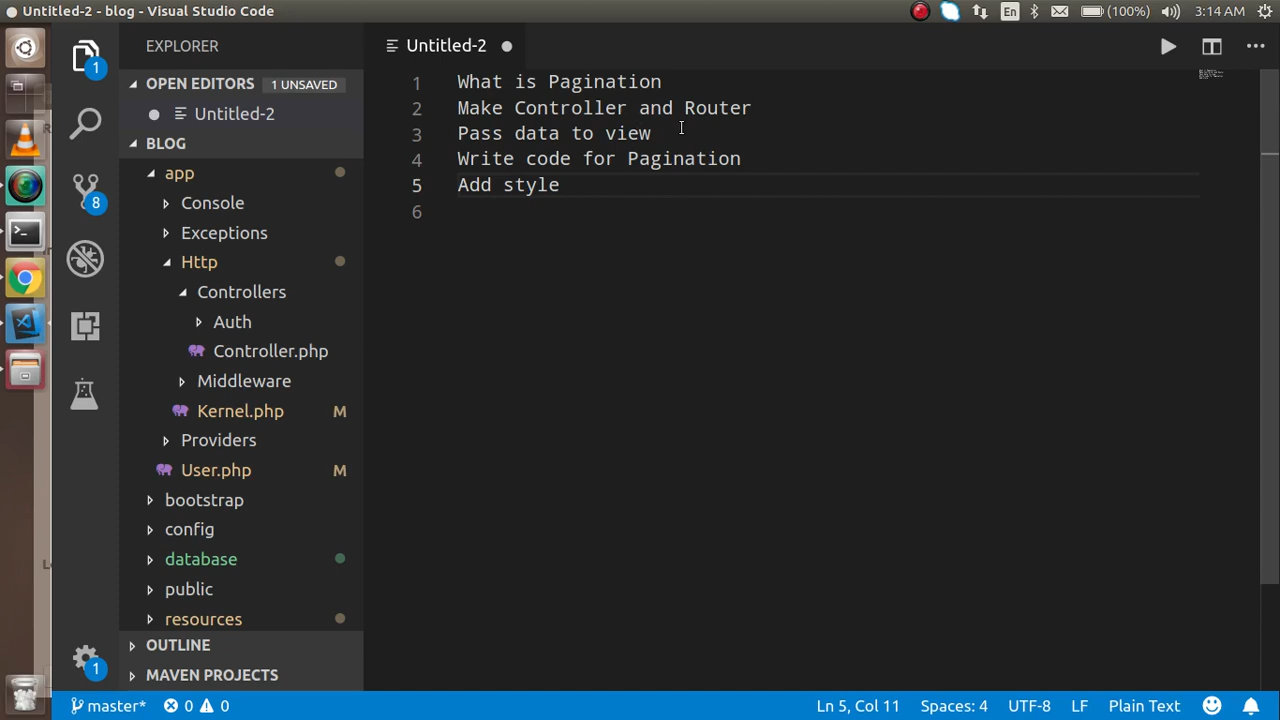 Untitled-2 - blog - Visual Studio Code
En
(100%)
3:14 AM
EXPLORER
OPEN EDITORS 1 UNSAVED
Untitled-2
BLOG
app
Console
Exceptions
Http
Controllers
Auth
Controller.php
Middleware
Kernel.php M
Providers
User.php M
bootstrap
config
database
public
resources
OUTLINE
MAVEN PROJECTS
1
8
1
Untitled-2
1 What is Pagination
2 Make Controller and Router
3 Pass data to view
4 Write code for Pagination
5 Add style
6
master* 0 0
Ln 5, Col 11 Spaces: 4 UTF-8 LF Plain Text